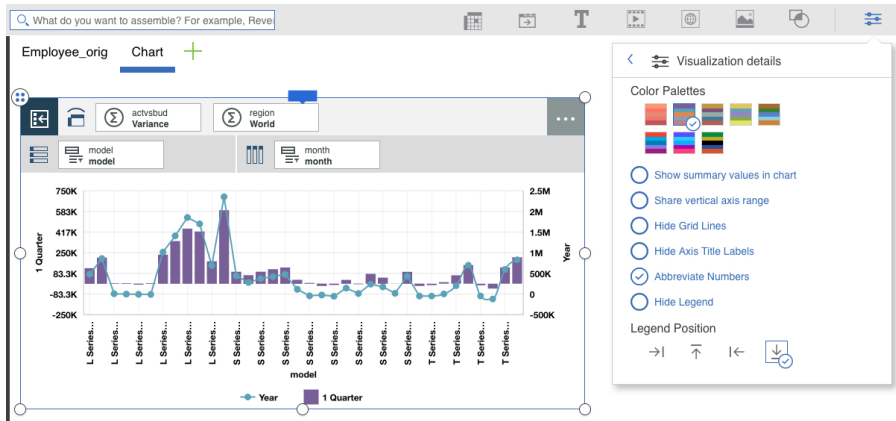 What do you want to assemble? For example, Reve
T
Employee_orig
Chart
actvsbud
Variance
region
World
model
model
month
month
750K
583K
417K
250K
83.3K
-83.3K
-250K
1 Quarter
2.5M
2M
1.5M
1M
500K
0
-500K
Year
L Series...
L Series...
L Series...
L Series...
L Series...
S Series...
S Series...
S Series...
S Series...
S Series...
S Series...
S Series...
S Series...
S Series...
T Series...
T Series...
T Series...
T Series...
model
Year
1 Quarter
Visualization details
Color Palettes
Show summary values in chart
Share vertical axis range
Hide Grid Lines
Hide Axis Title Labels
Abbreviate Numbers
Hide Legend
Legend Position